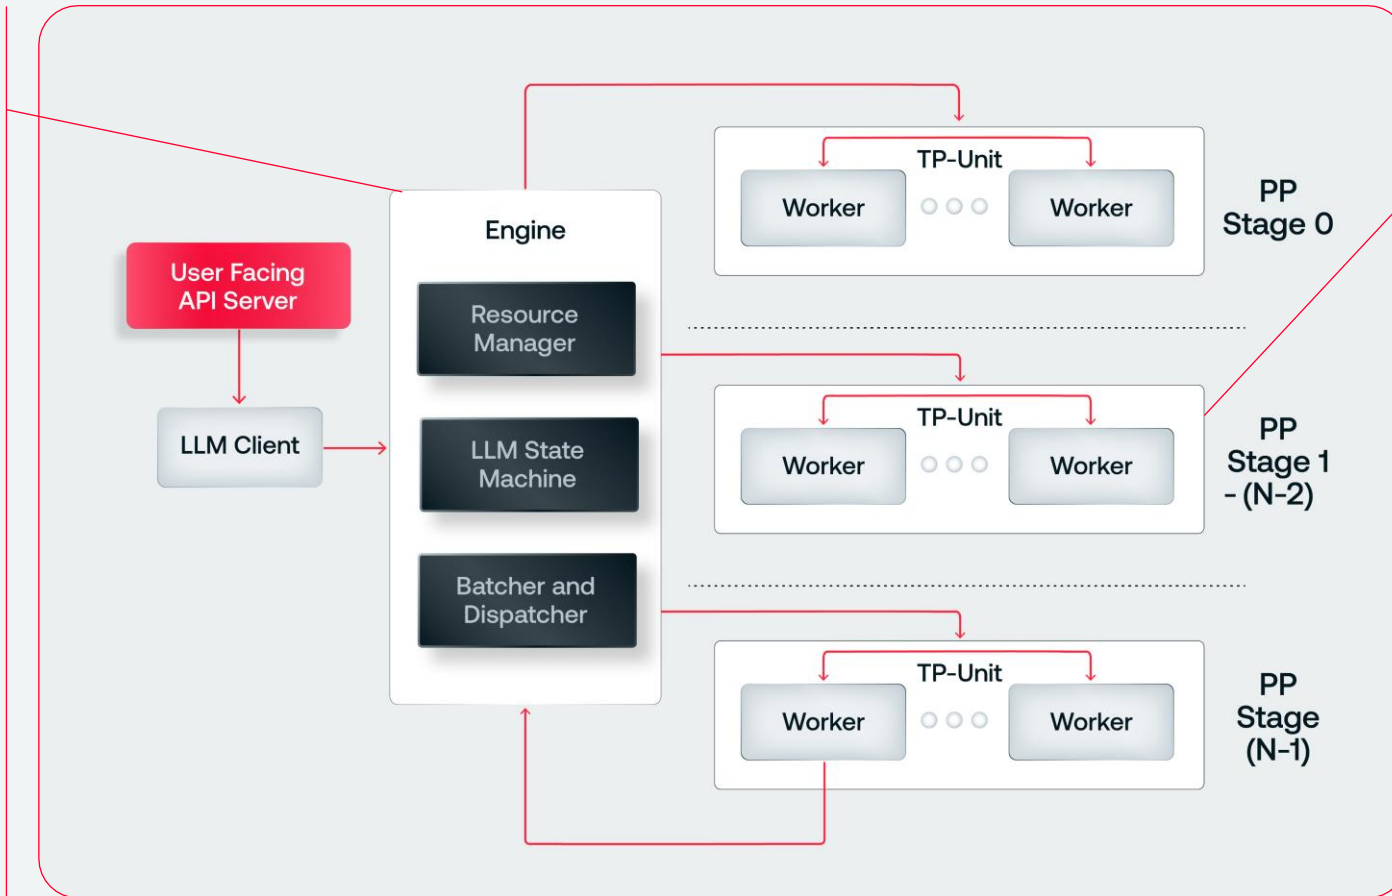 User Facing
API Server
LLM Client
Engine
Resource
Manager
LLM State
Machine
Batcher and
Dispatcher
TP-Unit
Worker
Worker
PP
Stage 0
TP-Unit
Worker
Worker
PP
Stage 1
- (N-2)
TP-Unit
Worker
Worker
PP
Stage
(N-1)